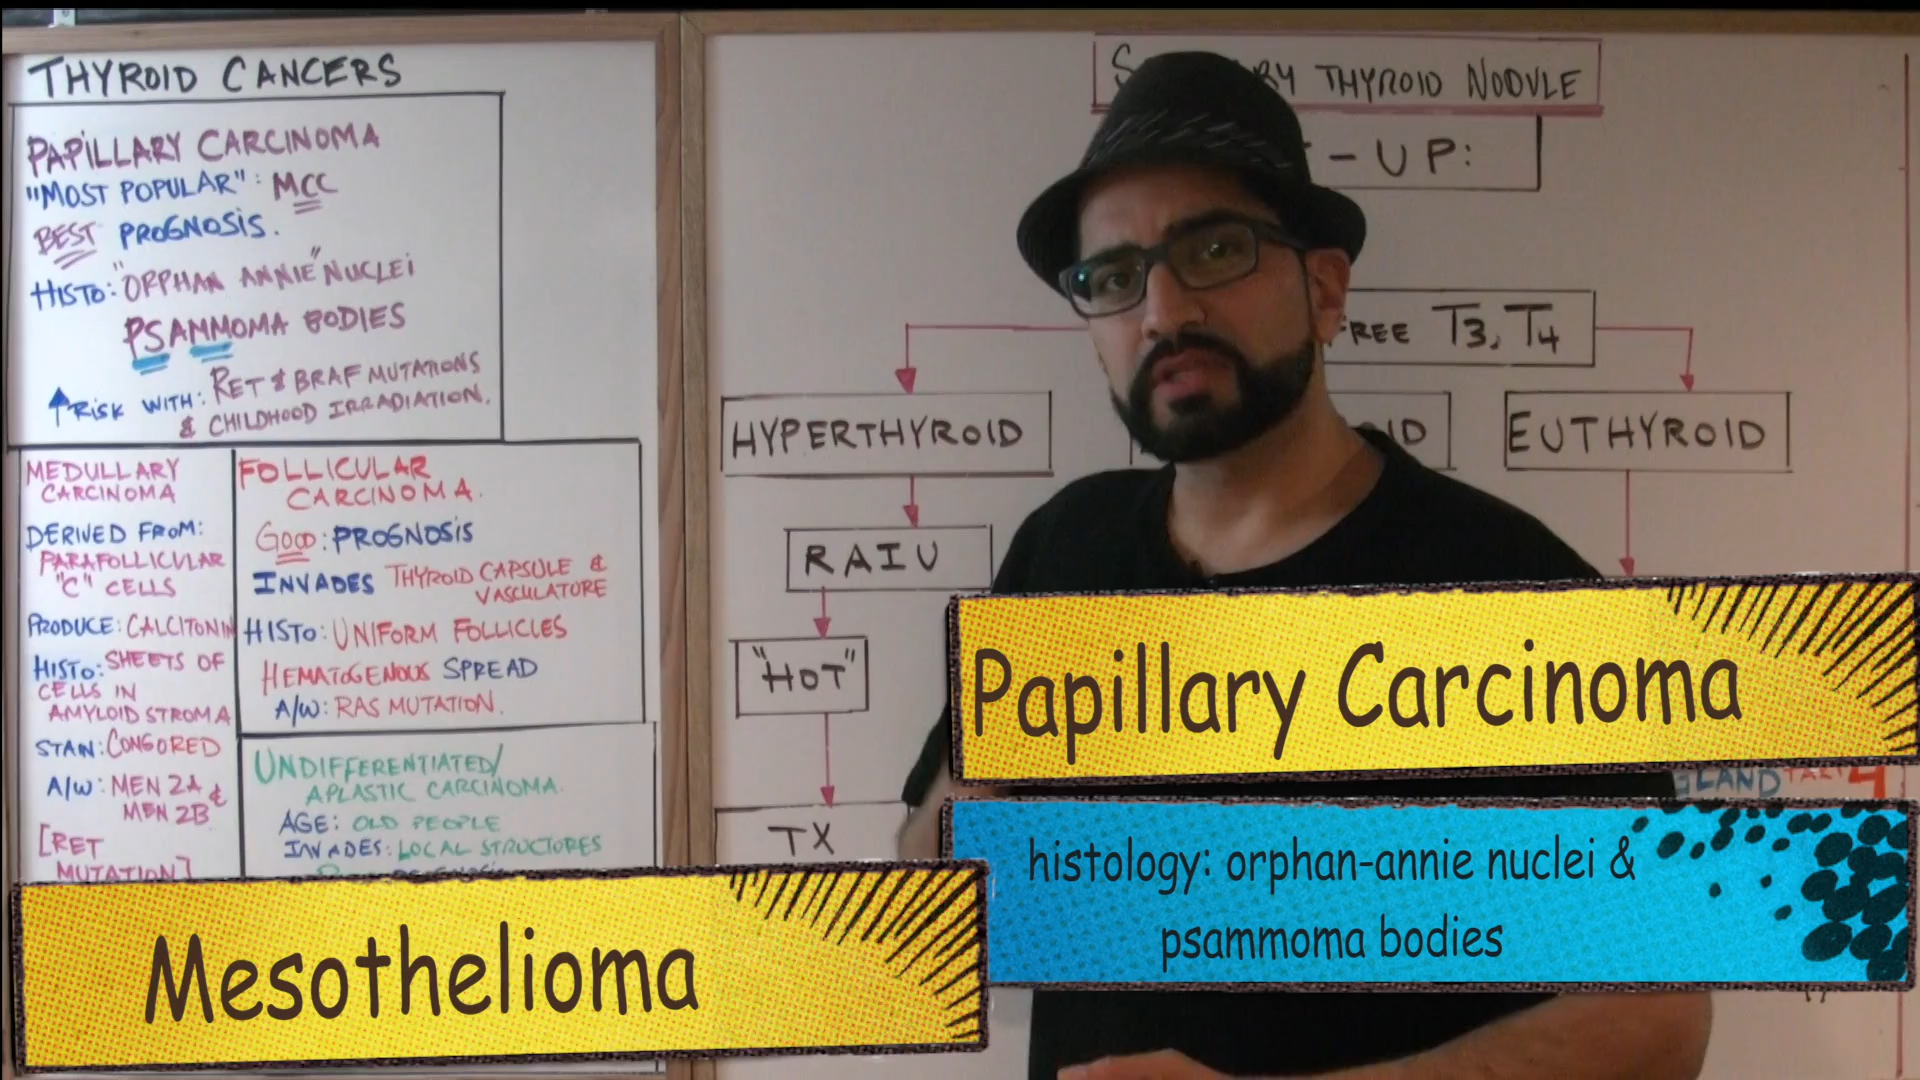 THYROID CANCERS
PAPILLARY CARCINOMA
"MOST POPULAR": MCC
BEST PROGNOSIS.
HISTO: "ORPHAN ANNIE" NUCLEI
PSAMMOMA BODIES
RISK WITH: RET & BRAF MUTATIONS
& CHILDHOOD IRRADIATION.
MEDULLARY
CARCINOMA
DERIVED FROM:
PARAFOLLICULAR
"C" CELLS
PRODUCE: CALCITONIN
HISTO: SHEETS OF
CELLS IN
AMYLOID STROMA
STAIN: CONGORED
A/W: MEN 2A &
MEN 2B
[RET
MUTATION]
FOLLICULAR
CARCINOMA.
GOOD: PROGNOSIS
INVADES THYROID CAPSULE &
VASCULATORE
HISTO: UNIFORM FOLLICLES
HEMATOGENOUS SPREAD
A/W: RAS MUTATION.
UNDIFFERENTIATED/
APLASTIC CARCINOMA.
AGE: OLD PEOPLE
INVADES: LOCAL STRUCTORES
THYROID NODULE
-UP:
FREE T3, T4
HYPERTHYROID
EUTHYROID
RAIU
"HOT"
TX
GLAND
Papillary Carcinoma
histology: orphan-annie nuclei &
psammoma bodies
Mesothelioma